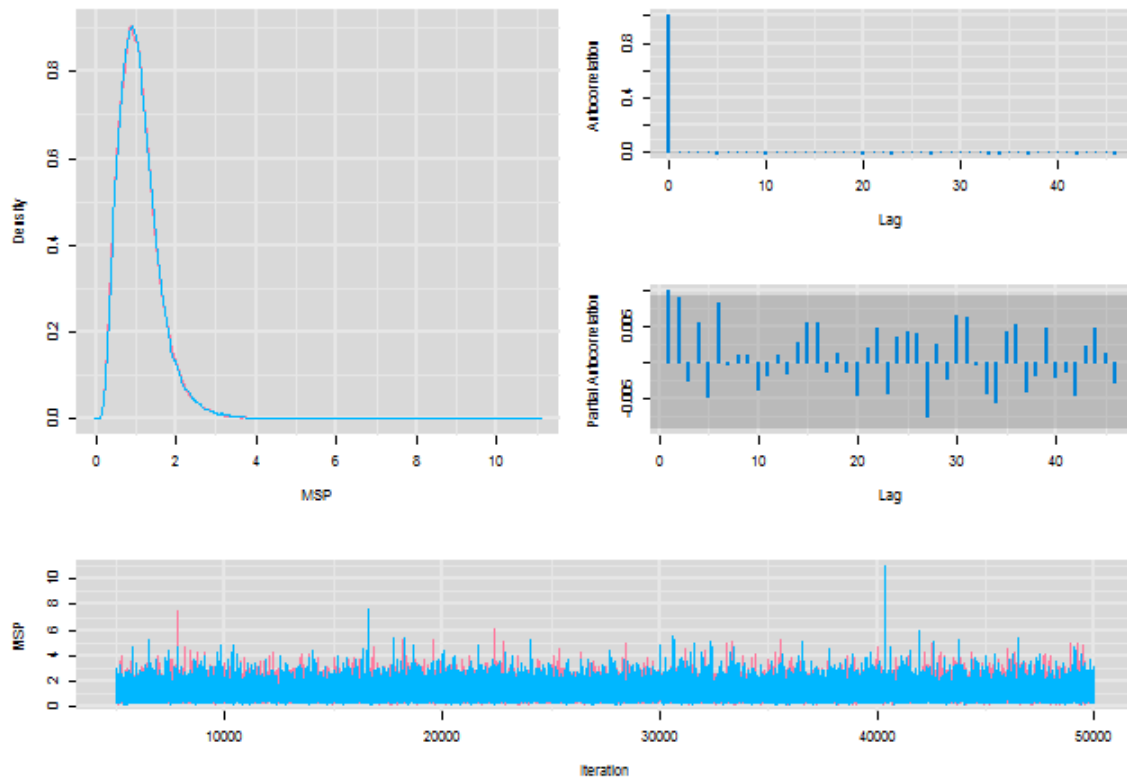 Density
0.0 0.2 0.4 0.6 0.8
0 2 4 6 8 10
MSP
Autocorrelation
0.0 0.4 0.8
0 10 20 30 40
Lag
Partial Autocorrelation
-0.005 0.005
0 10 20 30 40
Lag
MSP
0 2 4 6 8 10
10000 20000 30000 40000 50000
Iteration